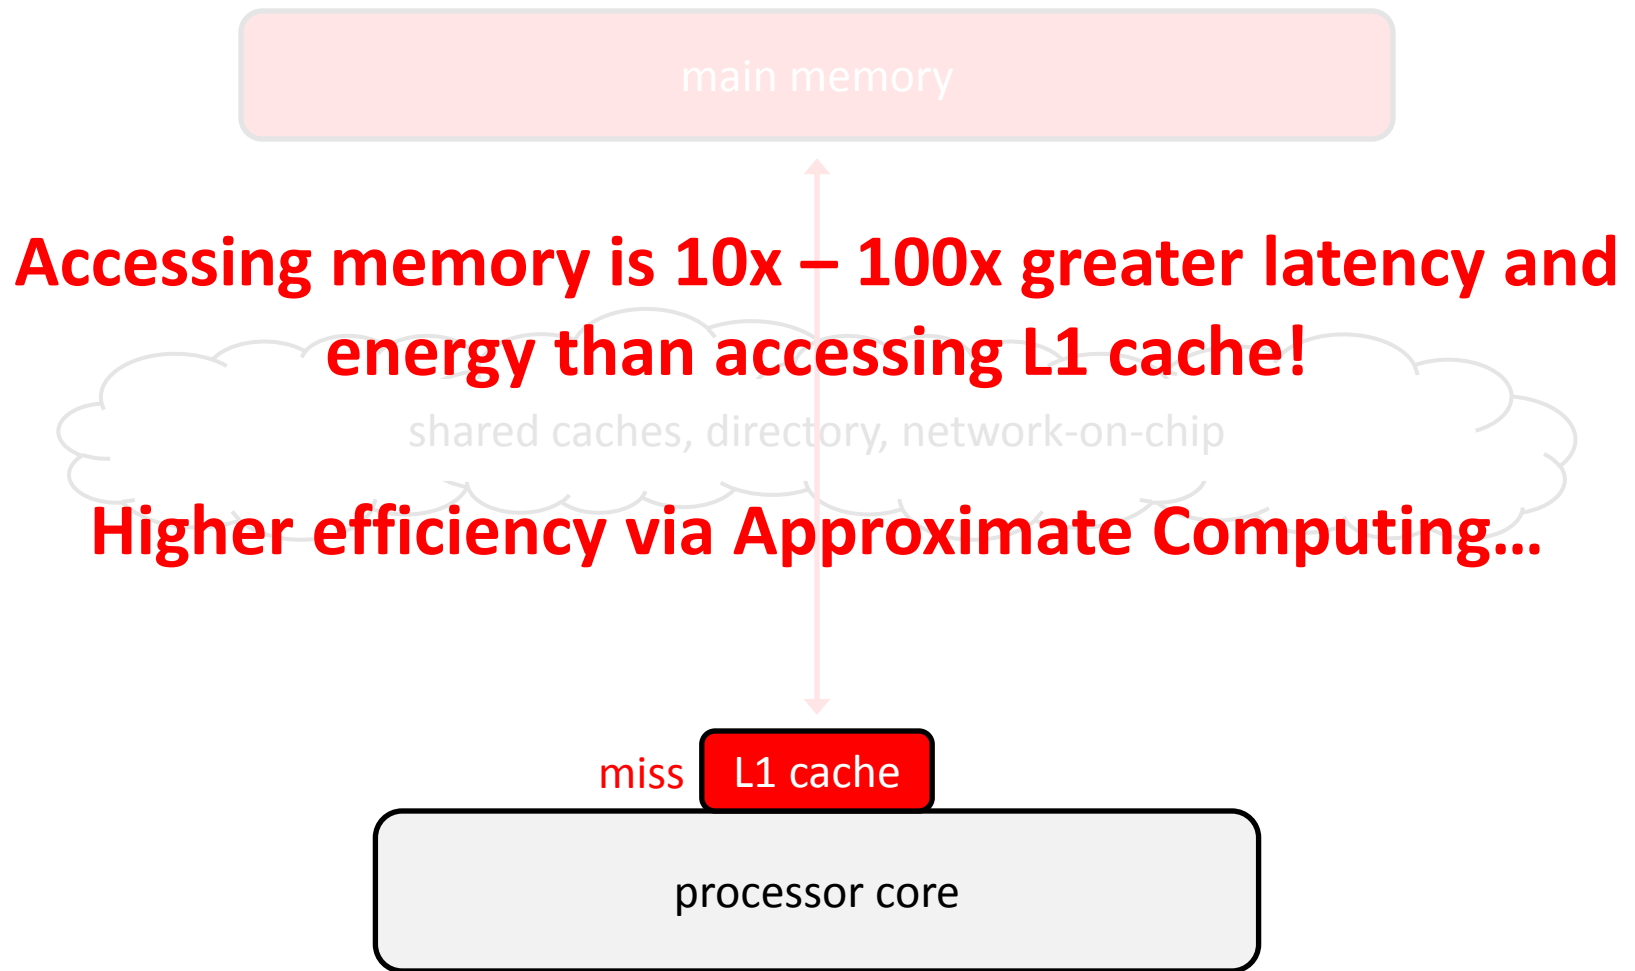 main memory
Accessing memory is 10x – 100x greater latency and
energy than accessing L1 cache!
shared caches, directory, network-on-chip
Higher efficiency via Approximate Computing…
miss
L1 cache
processor core